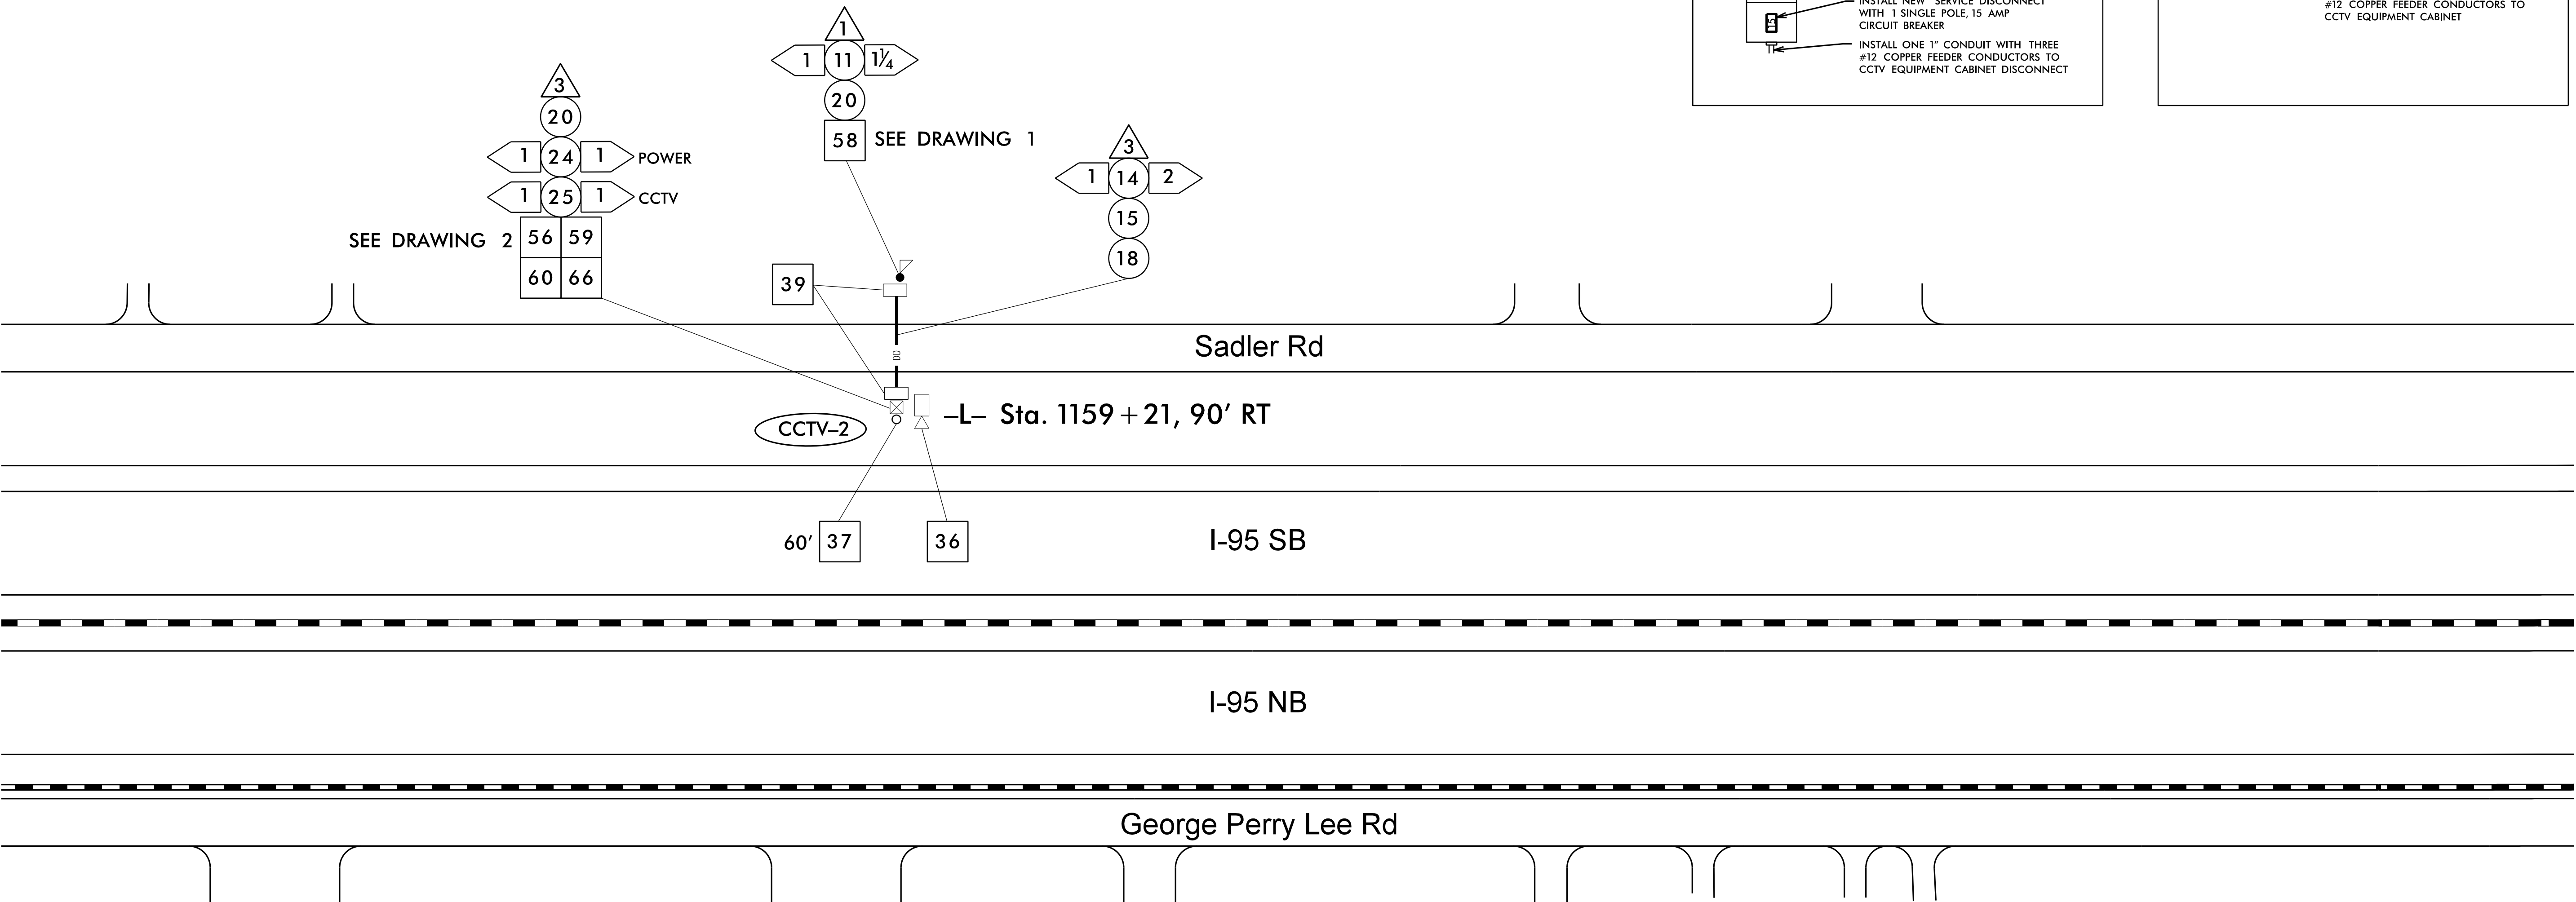 INSTALL NEW SERVICE DISCONNECT
WITH 1 SINGLE POLE, 15 AMP
CIRCUIT BREAKER
15
INSTALL ONE 1" CONDUIT WITH THREE
#12 COPPER FEEDER CONDUCTORS TO
CCTV EQUIPMENT CABINET DISCONNECT
#12 COPPER FEEDER CONDUCTORS TO
CCTV EQUIPMENT CABINET
1
1 11 1¼
20
58 SEE DRAWING 1
3
20
1 24 1 POWER
1 25 1 CCTV
SEE DRAWING 2 56 59
60 66
3
1 14 2
15
18
39
Sadler Rd
CCTV–2
–L– Sta. 1159+21, 90' RT
60' 37
36
I-95 SB
I-95 NB
George Perry Lee Rd